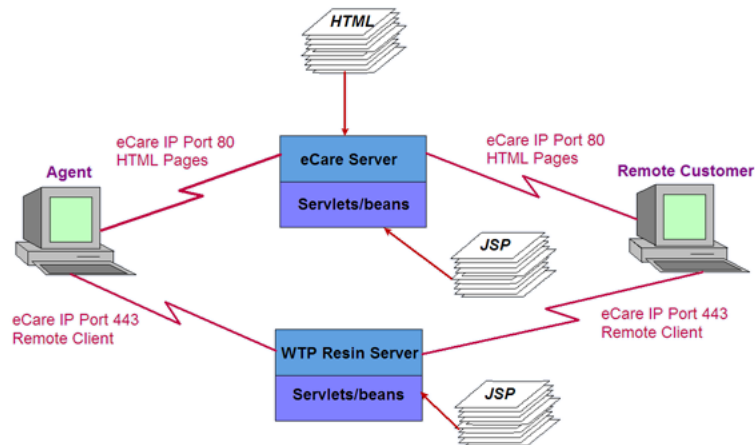 HTML
eCare IP Port 80
HTML Pages
eCare IP Port 80
HTML Pages
Agent
eCare Server
Remote Customer
Servlets/beans
JSP
eCare IP Port 443
Remote Client
eCare IP Port 443
Remote Client
WTP Resin Server
Servlets/beans
JSP